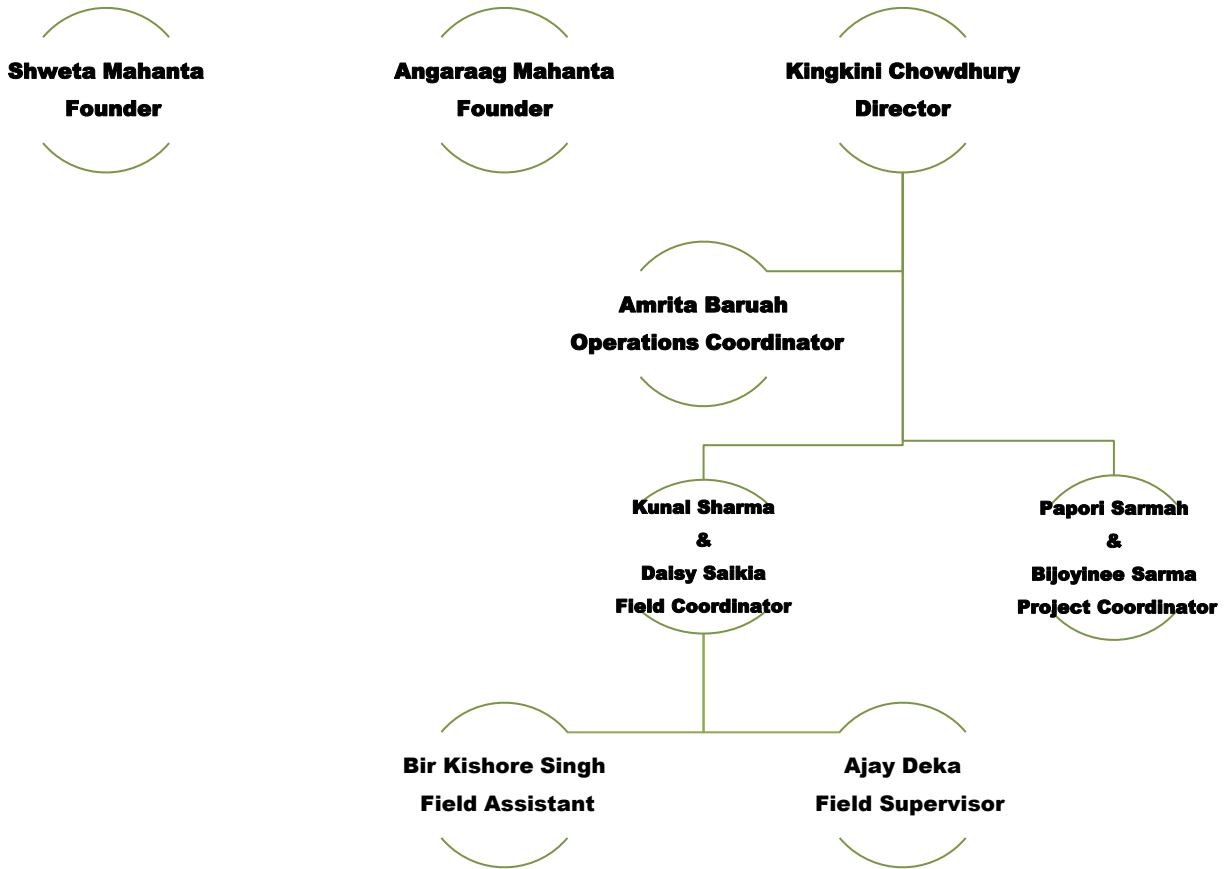 Shweta Mahanta
Founder
Angaraag Mahanta
Founder
Kingkini Chowdhury
Director
Amrita Baruah
Operations Coordinator
Kunal Sharma
&
Daisy Saikia
Field Coordinator
Papori Sarmah
&
Bijoyinee Sarma
Project Coordinator
Bir Kishore Singh
Field Assistant
Ajay Deka
Field Supervisor